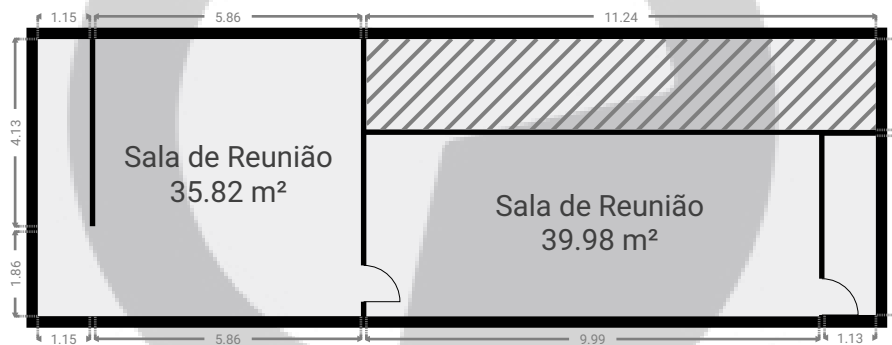 1.15
5.86
11.24
4.13
Sala de Reunião
35.82 m²
Sala de Reunião
39.98 m²
1.86
1.15
5.86
9.99
1.13